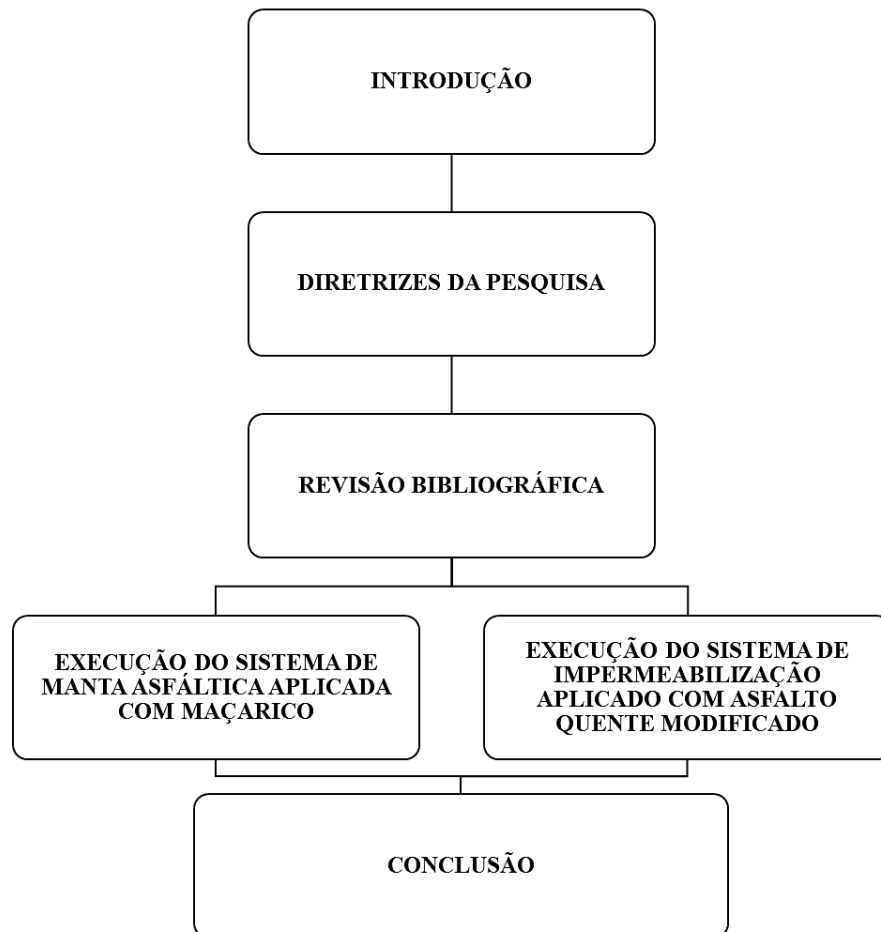 INTRODUÇÃO
DIRETRIZES DA PESQUISA
REVISÃO BIBLIOGRÁFICA
EXECUÇÃO DO SISTEMA DE
MANTA ASFÁLTICA APLICADA
COM MAÇARICO
EXECUÇÃO DO SISTEMA DE
IMPERMEABILIZAÇÃO
APLICADO COM ASFALTO
QUENTE MODIFICADO
CONCLUSÃO